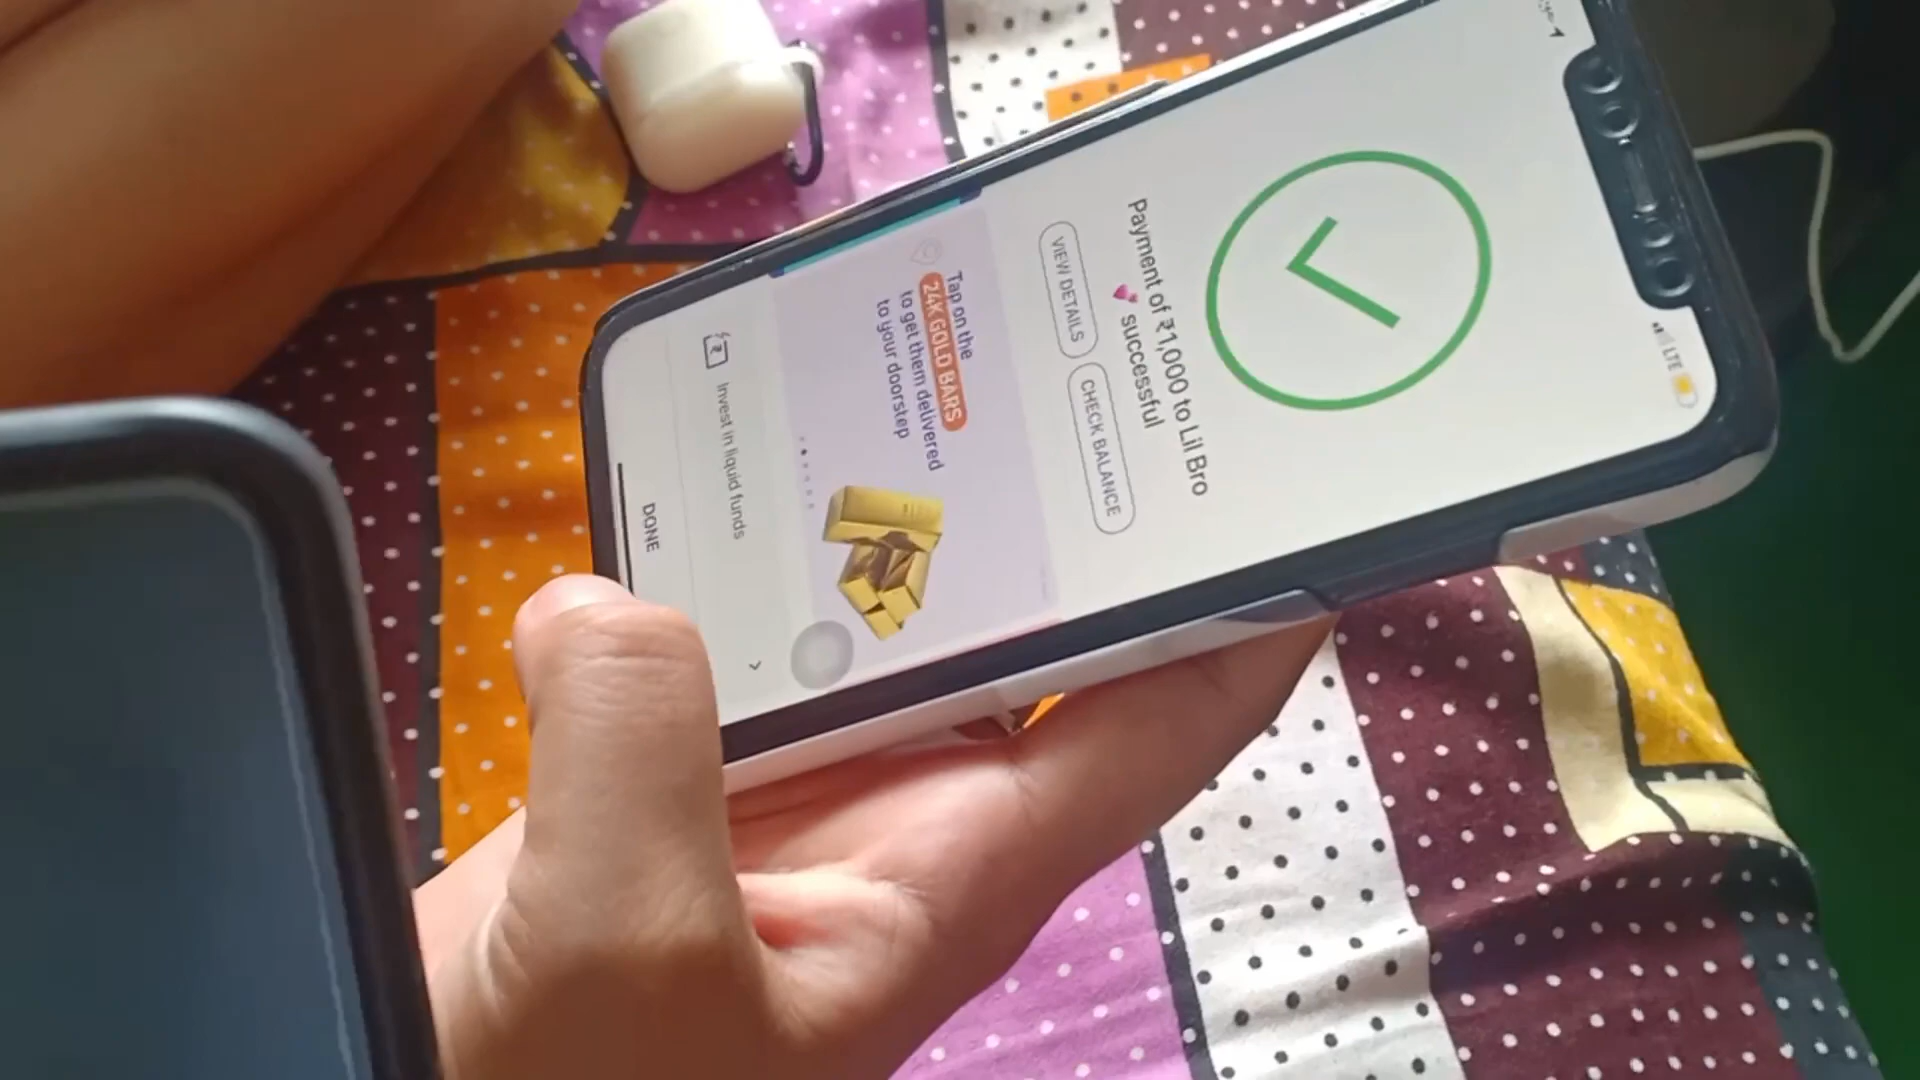 LTE
Payment of ₹1,000 to Lil Bro
💕 successful
VIEW DETAILS
CHECK BALANCE
Tap on the
24K GOLD BARS
to get them delivered
to your doorstep
₹ Invest in liquid funds
DONE